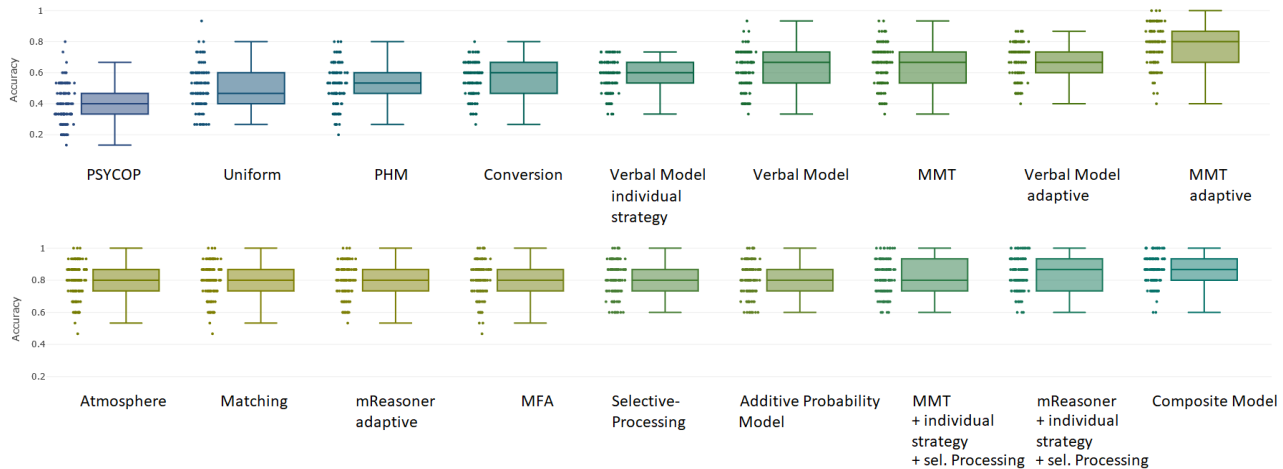 1
0.8
0.6
0.4
0.2
Accuracy
PSYCOP
Uniform
PHM
Conversion
Verbal Model
individual
strategy
Verbal Model
MMT
Verbal Model
adaptive
MMT
adaptive
1
0.8
0.6
0.4
0.2
Accuracy
Atmosphere
Matching
mReasoner
adaptive
MFA
Selective-
Processing
Additive Probability
Model
MMT
+ individual
strategy
+ sel. Processing
mReasoner
+ individual
strategy
+ sel. Processing
Composite Model